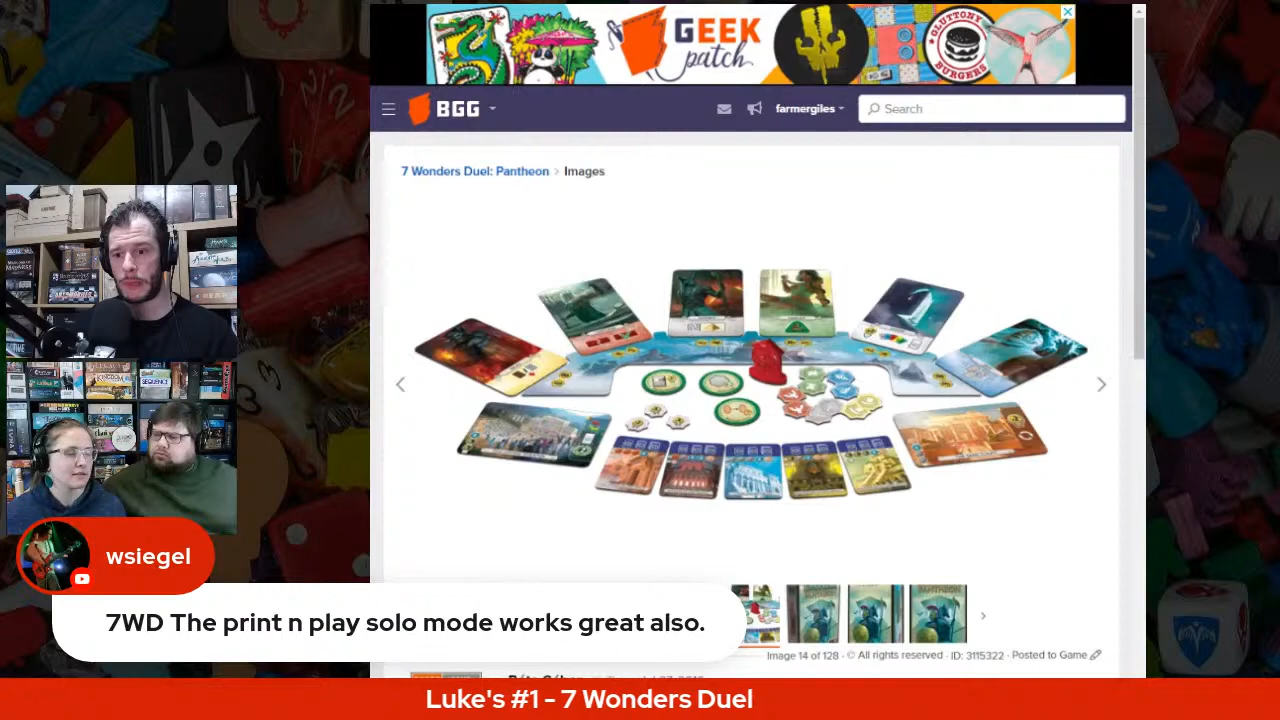 GEEK
patch
GLUTTONY
BURGERS
BGG
farmergiles
Search
7 Wonders Duel: Pantheon > Images
SEQUENCE
wsiegel
7WD The print n play solo mode works great also.
PANTHEON
Image 14 of 128 · © All rights reserved · ID: 3115322 · Posted to Game
Luke's #1 - 7 Wonders Duel